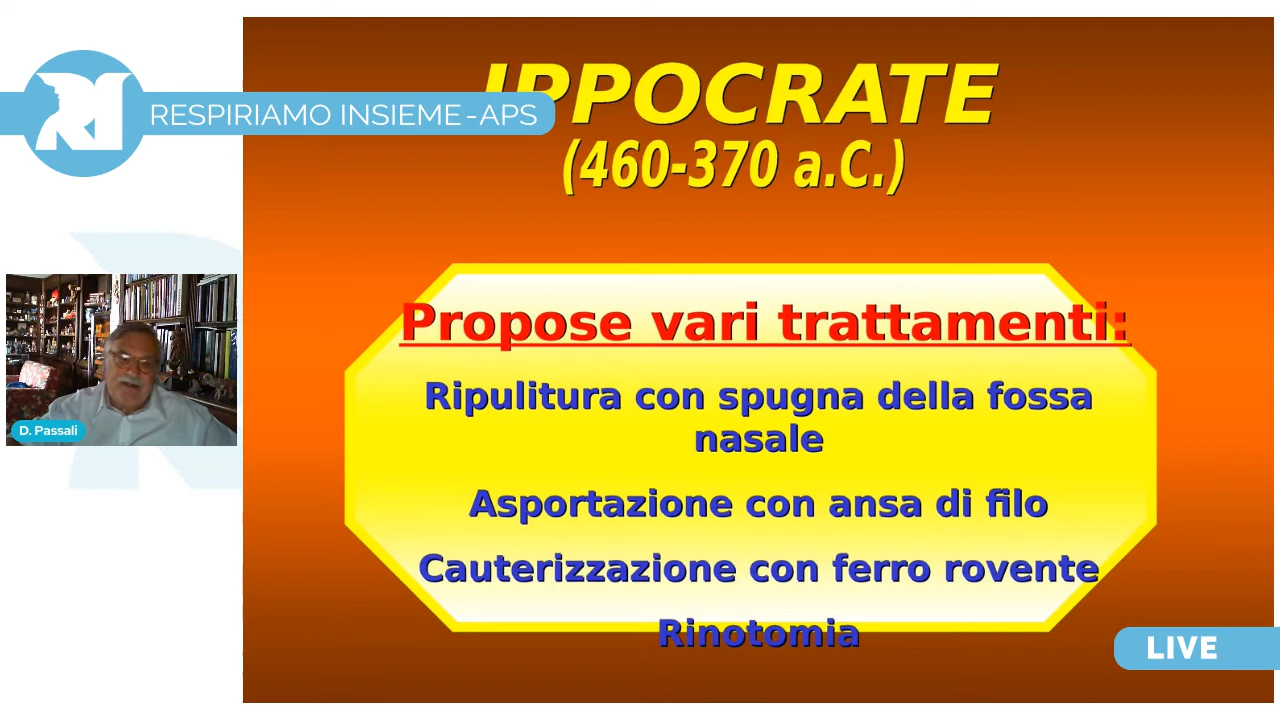 RESPIRIAMO INSIEME-APS
IPPOCRATE
(460-370 a.C.)
Propose vari trattamenti:
Ripulitura con spugna della fossa
nasale
Asportazione con ansa di filo
Cauterizzazione con ferro rovente
Rinotomia
D. Passali
LIVE